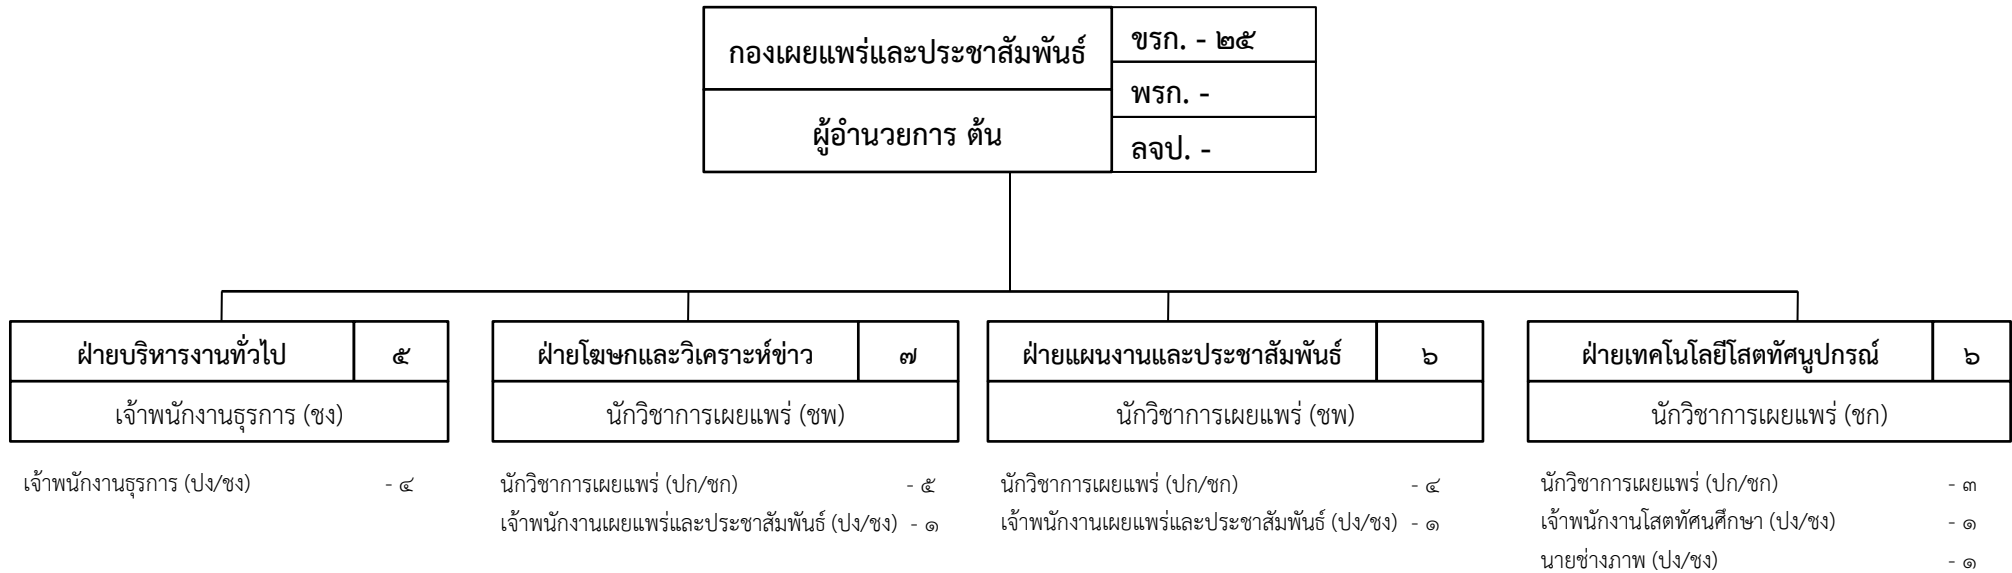 กองเผยแพร่และประชาสัมพันธ์
ผู้อำนวยการ ต้น
ขรก. - ๒๕
พรก. -
ลจป. -
ฝ่ายบริหารงานทั่วไป ๕
เจ้าพนักงานธุรการ (ชง)
เจ้าพนักงานธุรการ (ปง/ชง) - ๔
ฝ่ายโฆษกและวิเคราะห์ข่าว ๗
นักวิชาการเผยแพร่ (ชพ)
นักวิชาการเผยแพร่ (ปก/ชก) - ๕
เจ้าพนักงานเผยแพร่และประชาสัมพันธ์ (ปง/ชง) - ๑
ฝ่ายแผนงานและประชาสัมพันธ์ ๖
นักวิชาการเผยแพร่ (ชพ)
นักวิชาการเผยแพร่ (ปก/ชก) - ๔
เจ้าพนักงานเผยแพร่และประชาสัมพันธ์ (ปง/ชง) - ๑
ฝ่ายเทคโนโลยีโสตทัศนูปกรณ์ ๖
นักวิชาการเผยแพร่ (ชก)
นักวิชาการเผยแพร่ (ปก/ชก) - ๓
เจ้าพนักงานโสตทัศนศึกษา (ปง/ชง) - ๑
นายช่างภาพ (ปง/ชง) - ๑